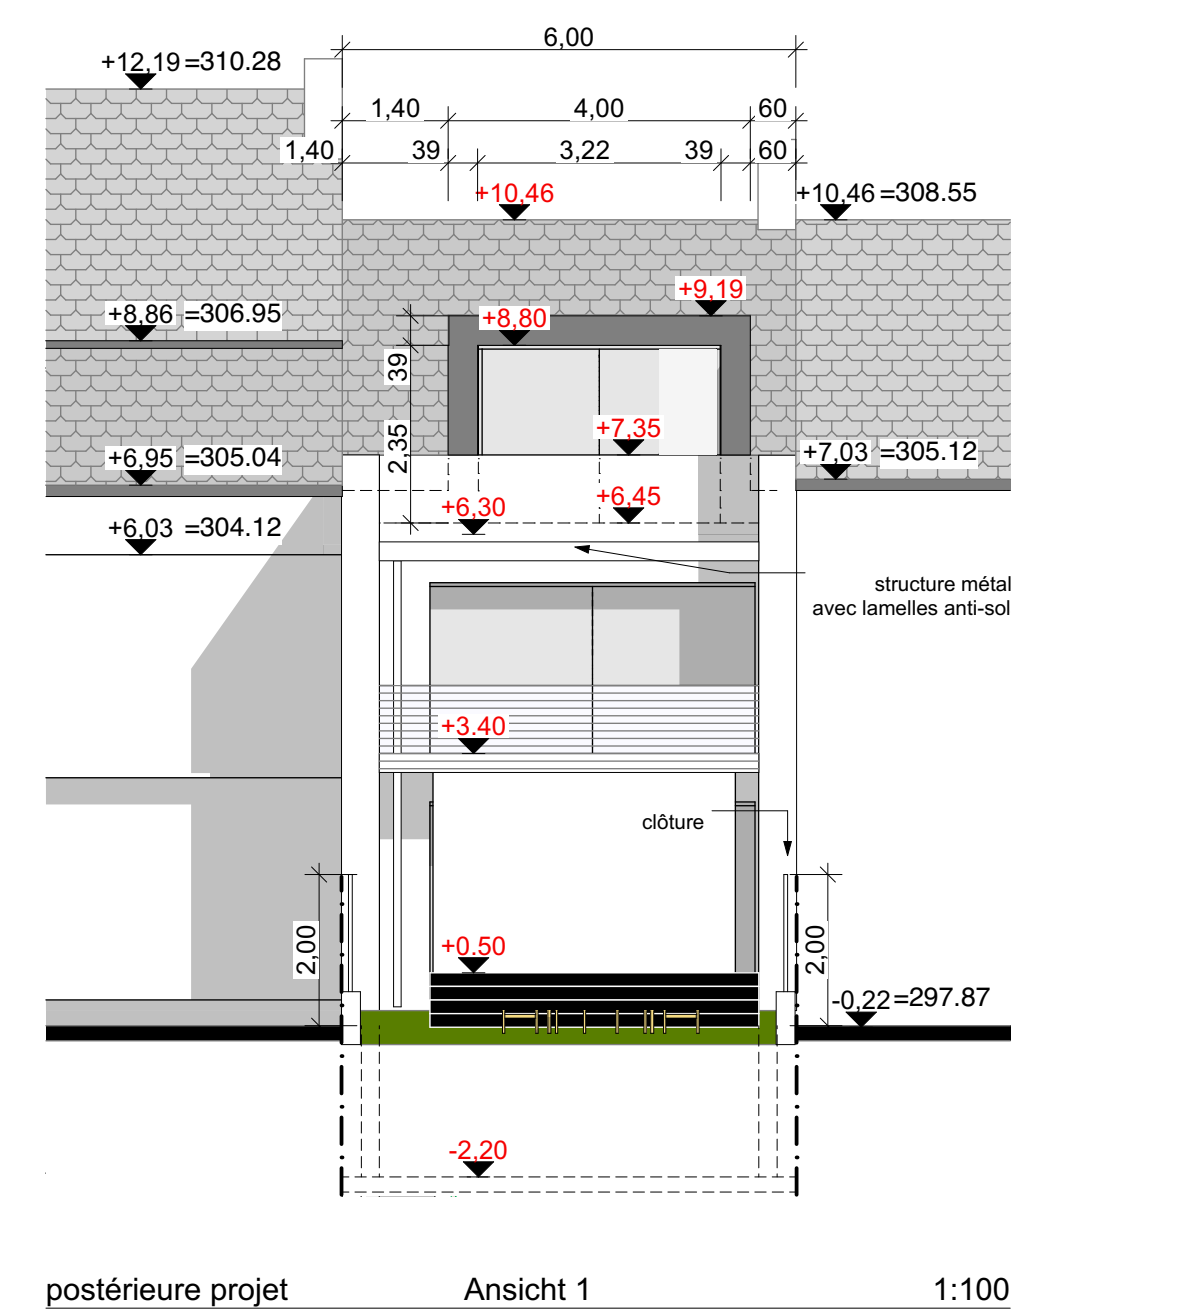 6,00
+12,19 =310.28
1,40 4,00 60
1,40 39 3,22 39 60
+10,46 +10,46 =308.55
+9,19
+8,86 =306.95 +8,80
39
+7,35
2,35
+6,95 =305.04 +7,03 =305.12
+6,30 +6,45
+6,03 =304.12
structure métal
avec lamelles anti-sol
+3.40
clôture
2,00 +0.50 2,00
-0,22 =297.87
-2,20
postérieure projet Ansicht 1 1:100